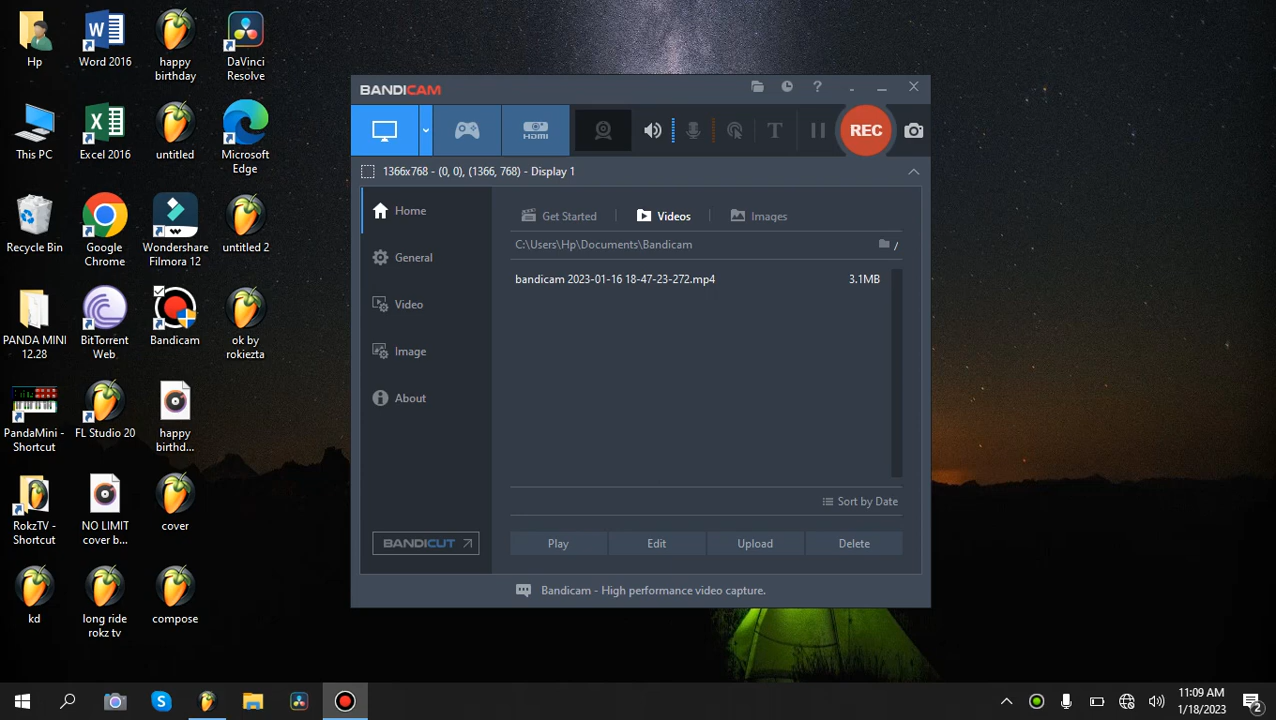 Hp
Word 2016
happy
birthday
DaVinci
Resolve
This PC
Excel 2016
untitled
Microsoft
Edge
Recycle Bin
Google
Chrome
Wondershare
Filmora 12
untitled 2
PANDA MINI
12.28
BitTorrent
Web
Bandicam
ok by
rokiezta
PandaMini -
Shortcut
FL Studio 20
happy
birthd...
RokzTV -
Shortcut
NO LIMIT
cover b...
cover
kd
long ride
rokz tv
compose
BANDICAM
?
HDMI
T
REC
1366x768 - (0, 0), (1366, 768) - Display 1
Home
General
Video
Image
About
BANDICUT
Get Started
Videos
Images
C:\Users\Hp\Documents\Bandicam
/
bandicam 2023-01-16 18-47-23-272.mp4 3.1MB
Sort by Date
Play Edit Upload Delete
Bandicam - High performance video capture.
11:09 AM
1/18/2023
2